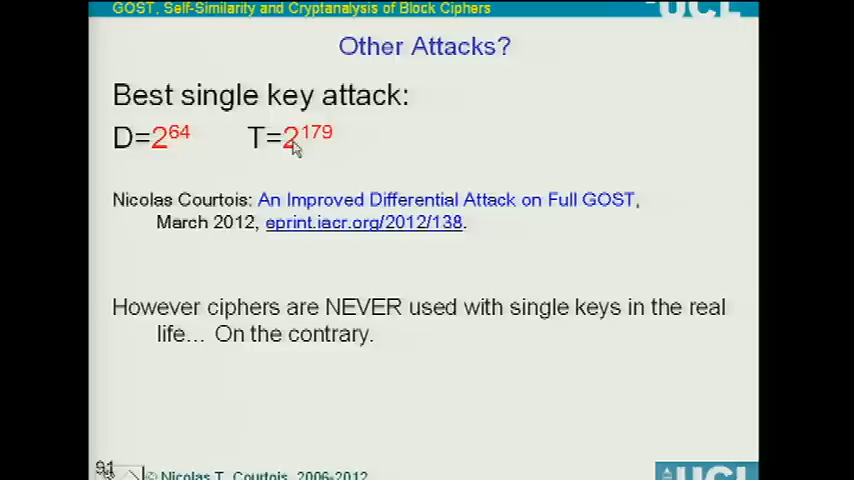 GOST, Self-Similarity and Cryptanalysis of Block Ciphers
UCL
Other Attacks?
Best single key attack:
D=2^64 T=2^179
Nicolas Courtois: An Improved Differential Attack on Full GOST,
March 2012, eprint.iacr.org/2012/138.
However ciphers are NEVER used with single keys in the real
life... On the contrary.
91
© Nicolas T. Courtois, 2006-2012
UCL